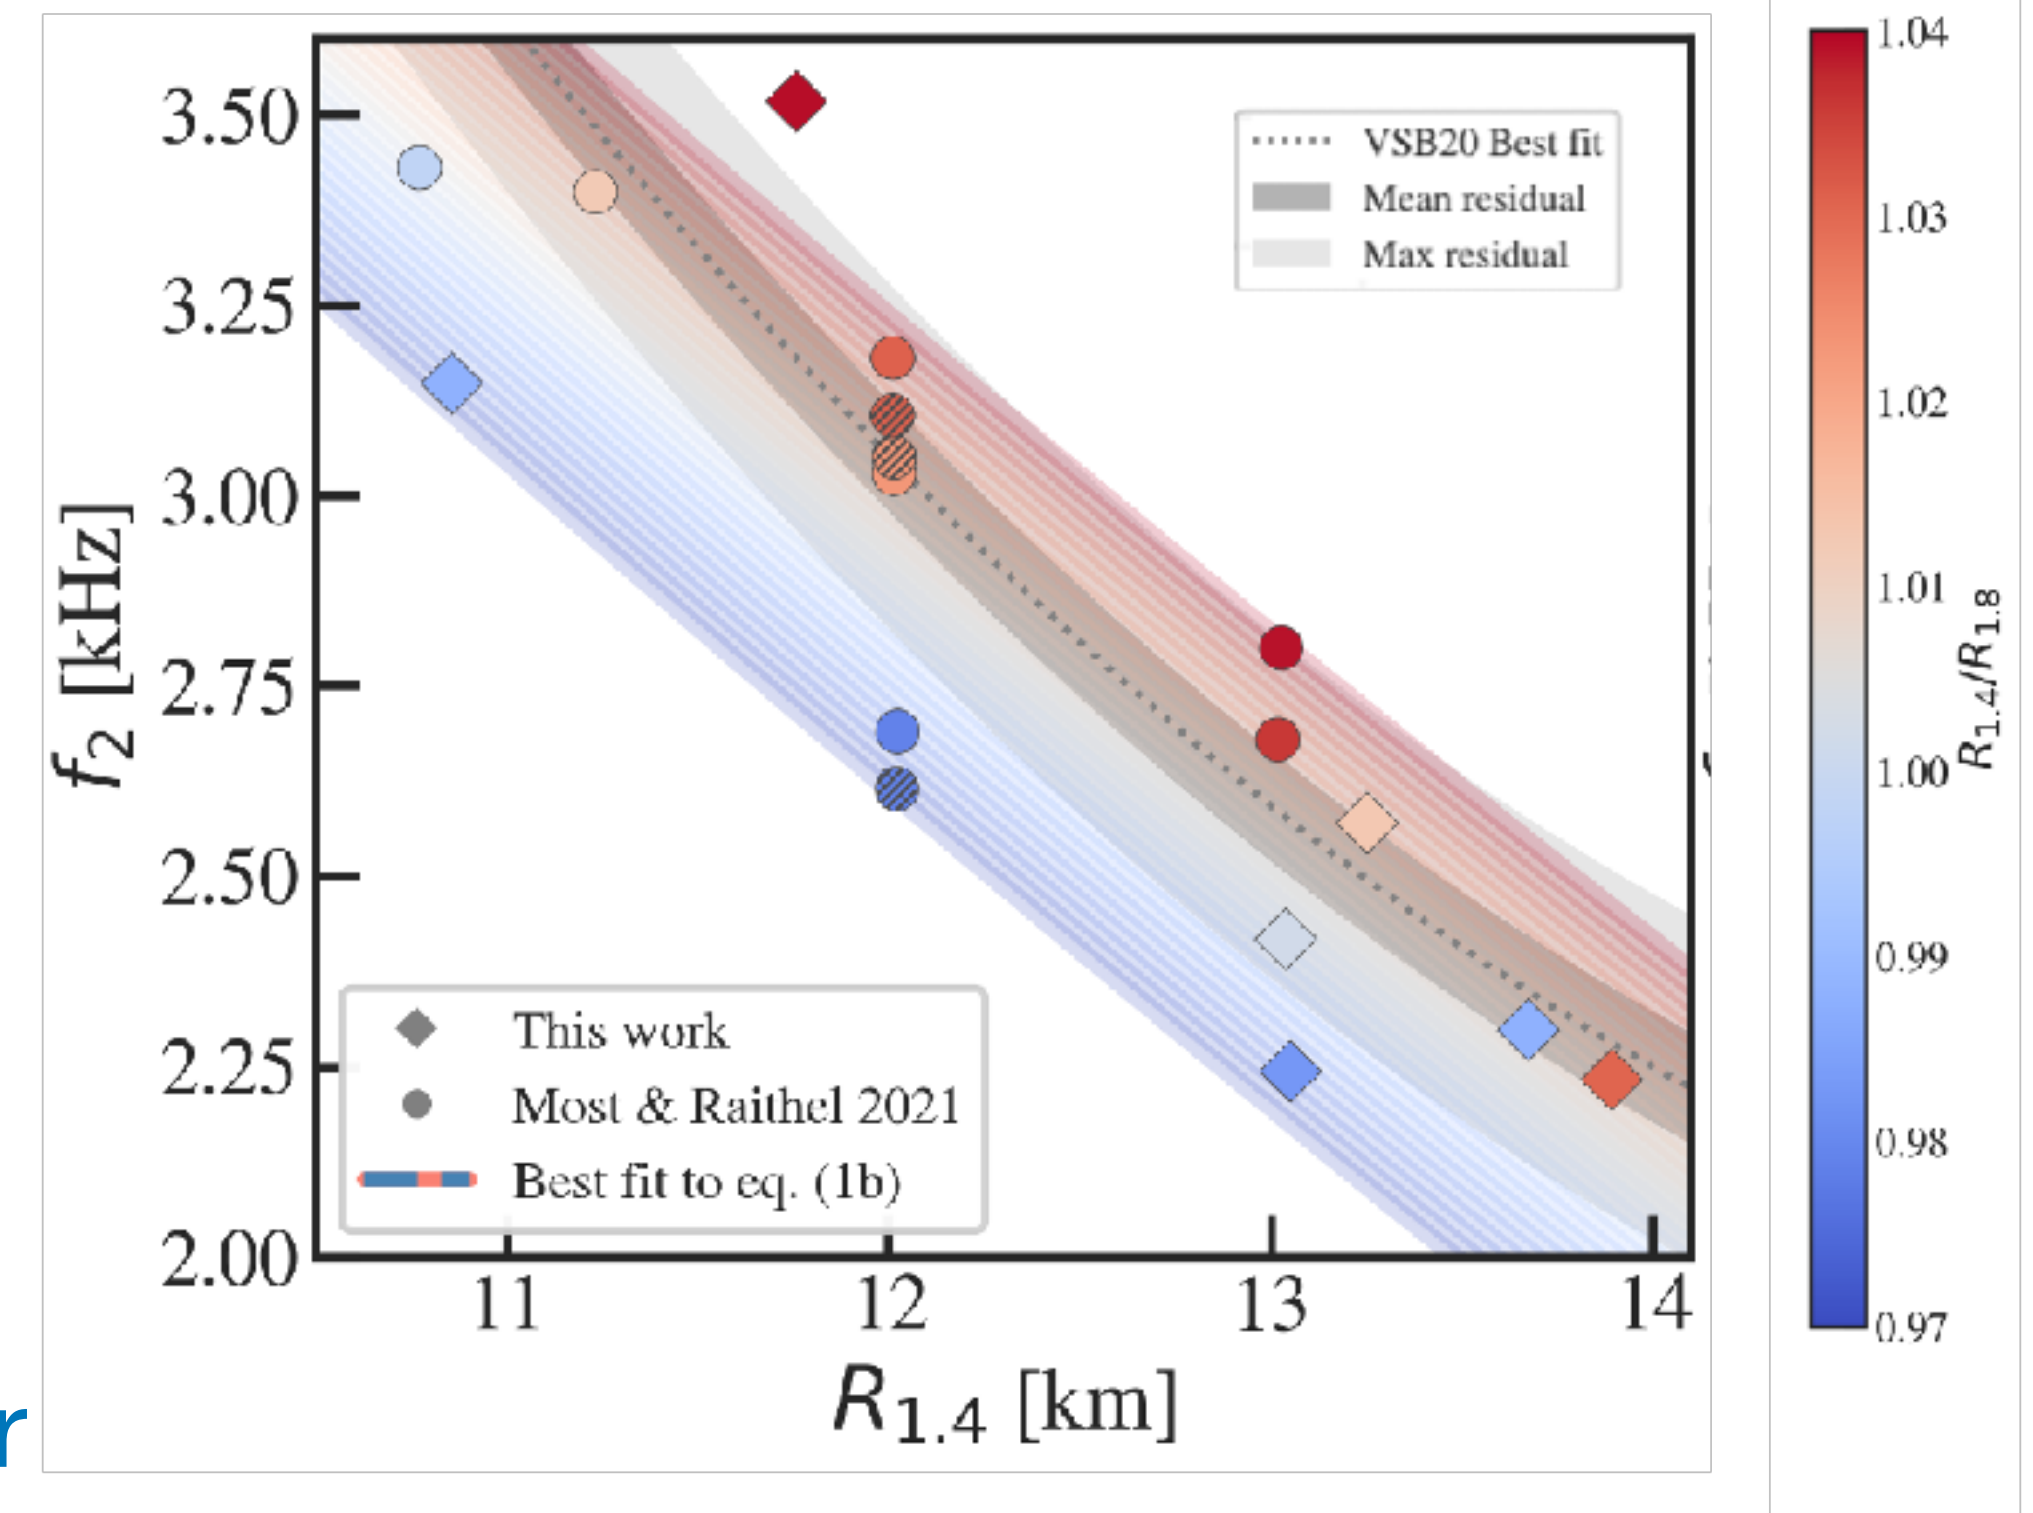 3.50
3.25
3.00
2.75
2.50
2.25
2.00
f2 [kHz]
VSB20 Best fit
Mean residual
Max residual
This work
Most & Raithel 2021
Best fit to eq. (1b)
11 12 13 14
R1.4 [km]
1.04
1.03
1.02
1.01
1.00
0.99
0.98
0.97
R1.4/R1.8
r